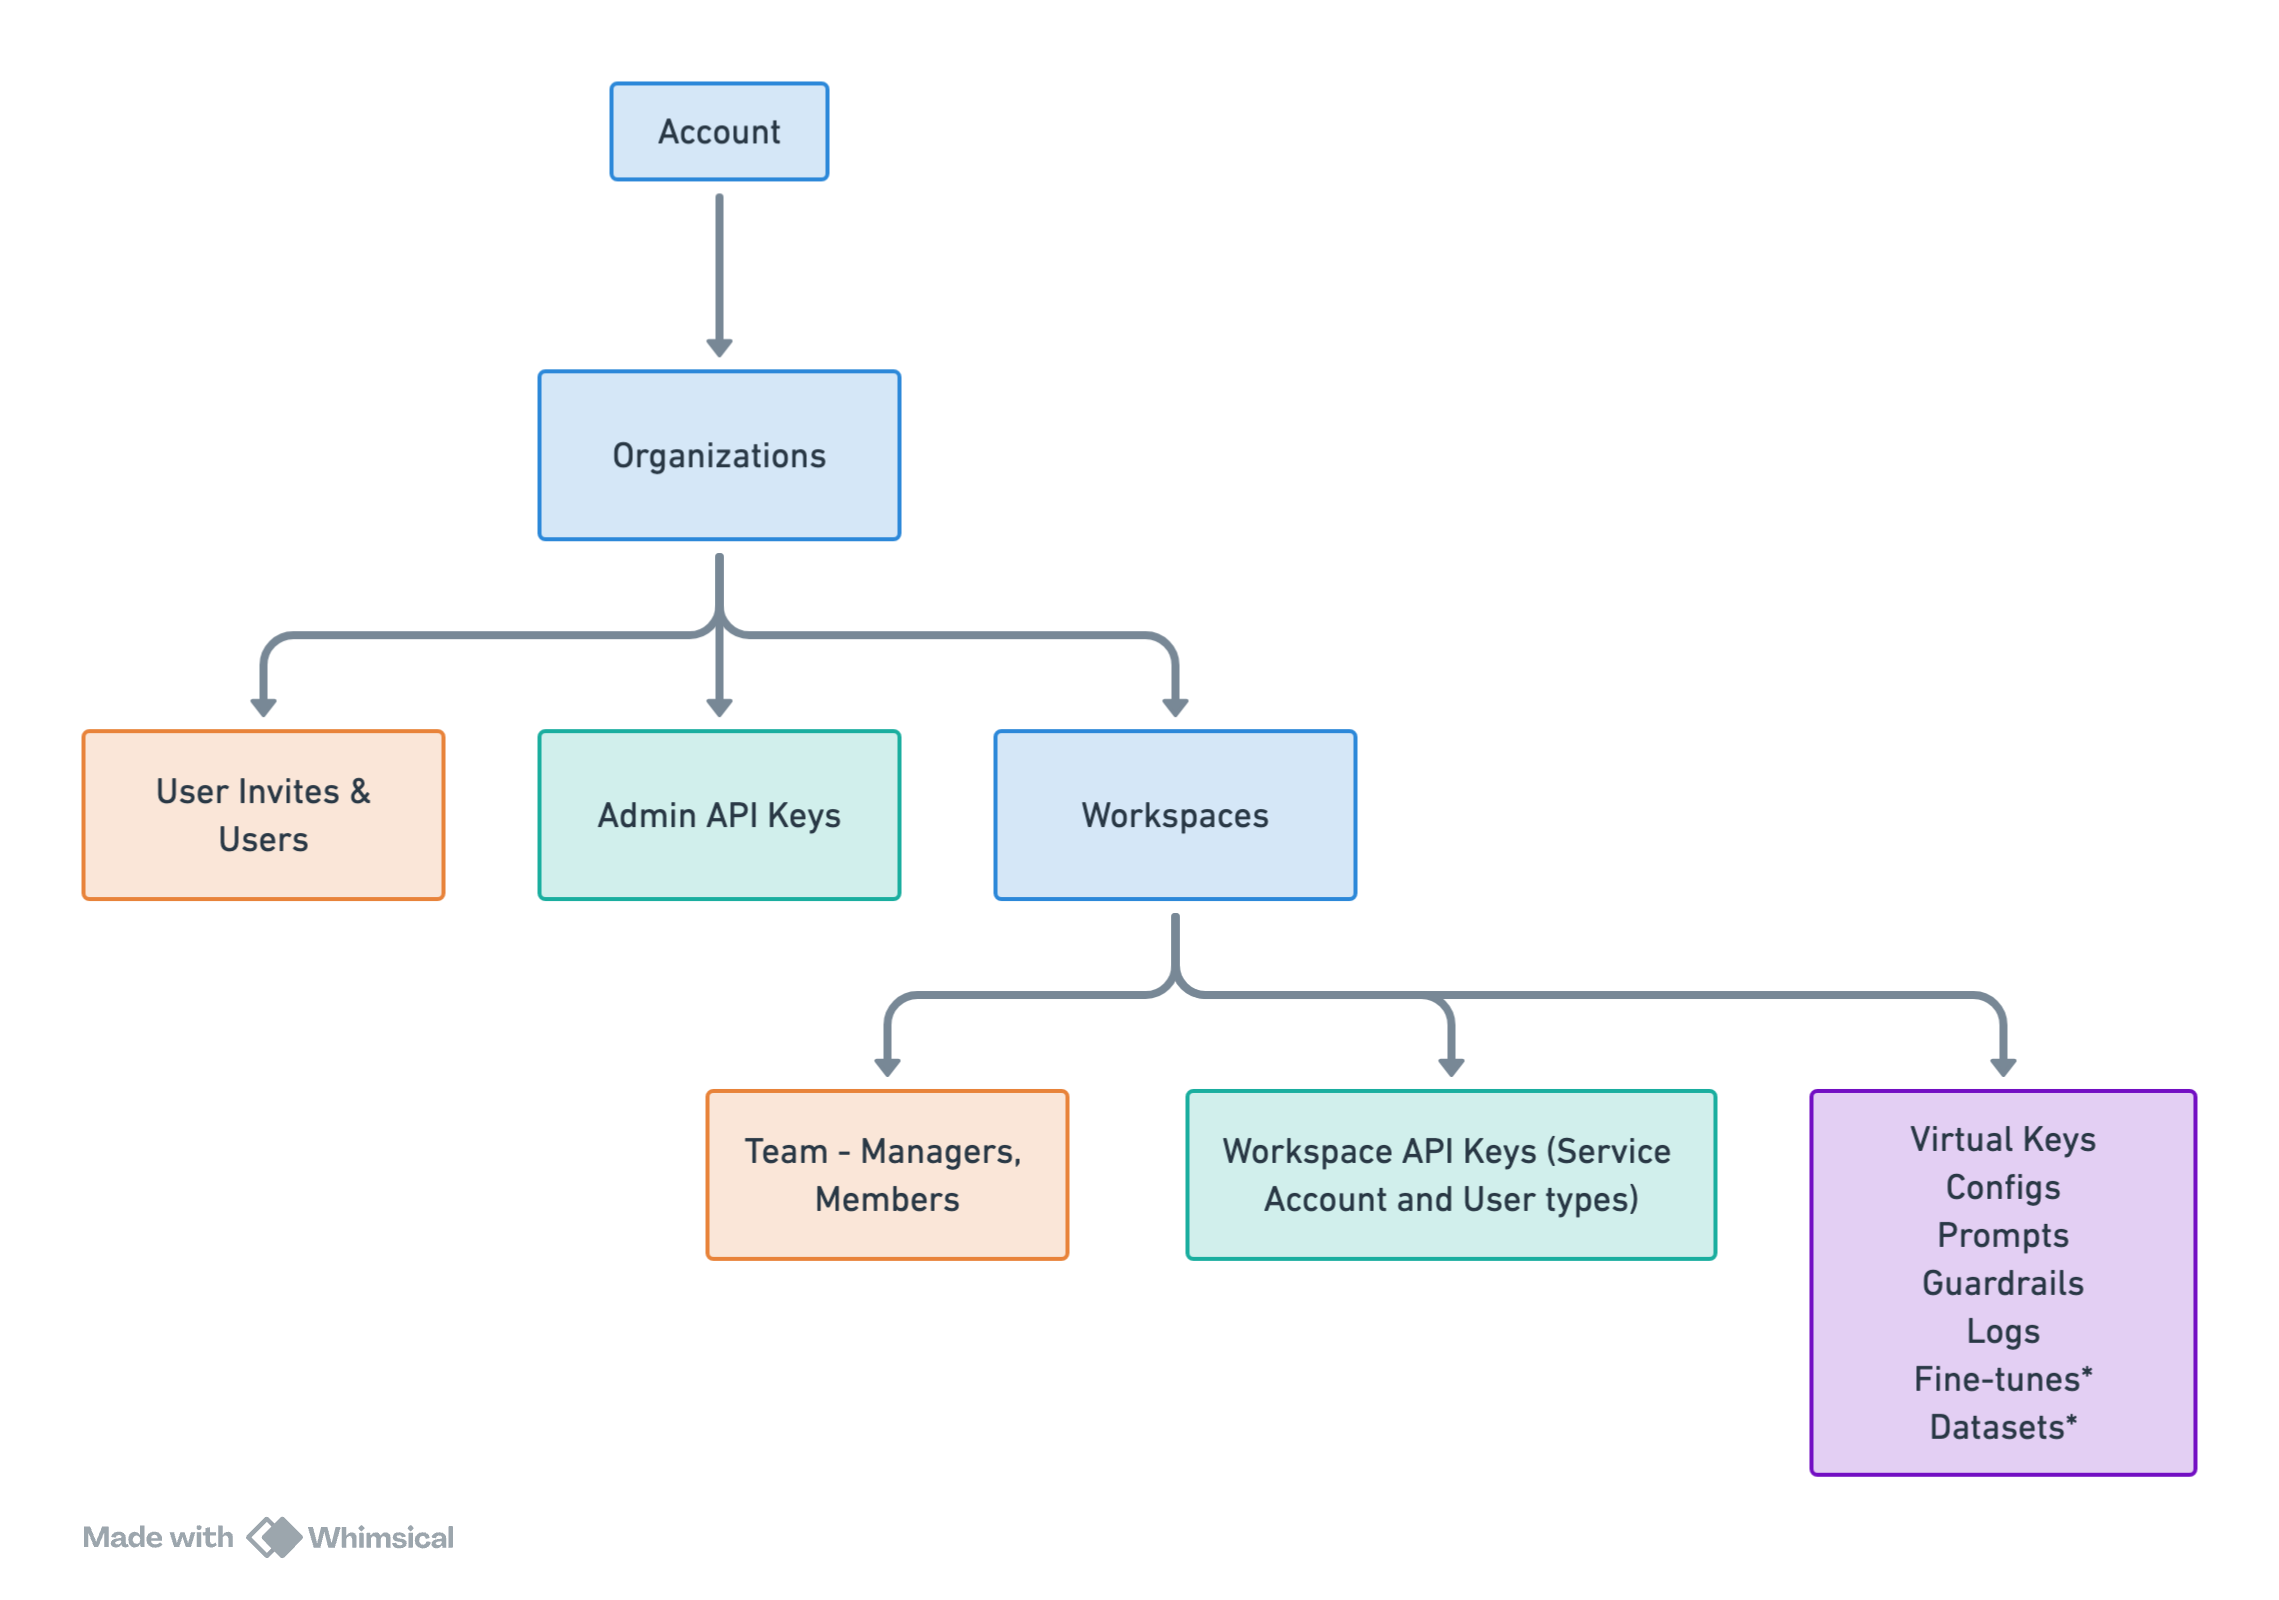 Account
Organizations
User Invites &
Users
Admin API Keys
Workspaces
Team - Managers,
Members
Workspace API Keys (Service
Account and User types)
Virtual Keys
Configs
Prompts
Guardrails
Logs
Fine-tunes*
Datasets*
Made with Whimsical